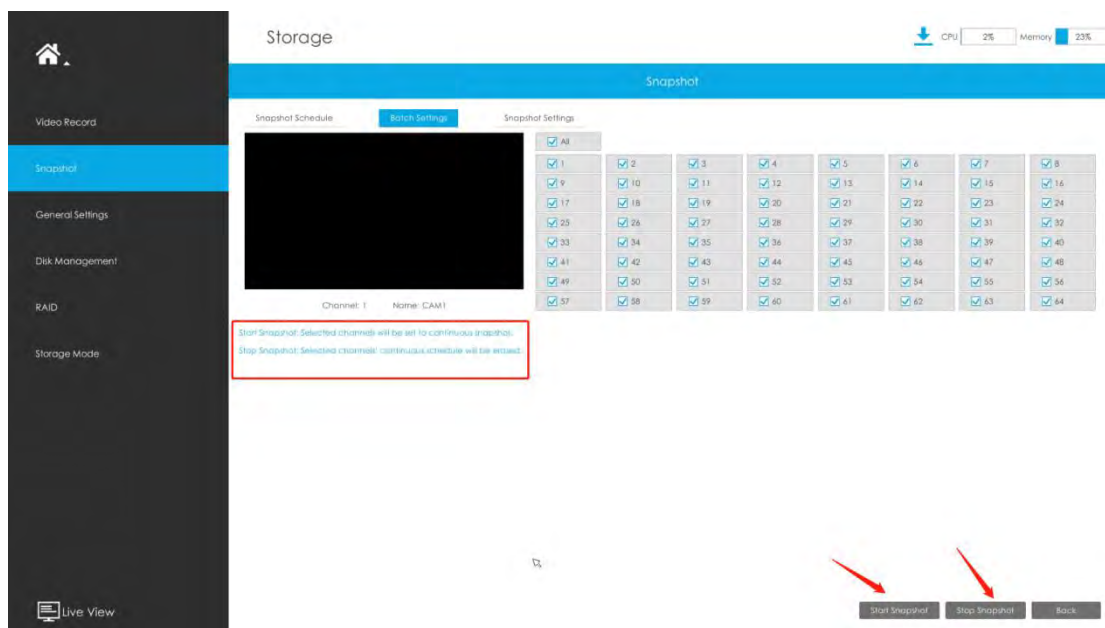 Storage
CPU 2% Memory 23%
Snapshot
Video Record
Snapshot
General Settings
Disk Management
RAID
Storage Mode
Live View
Snapshot Schedule Batch Settings Snapshot Settings
All
1 2 3 4 5 6 7 8
9 10 11 12 13 14 15 16
17 18 19 20 21 22 23 24
25 26 27 28 29 30 31 32
33 34 35 36 37 38 39 40
41 42 43 44 45 46 47 48
49 50 51 52 53 54 55 56
57 58 59 60 61 62 63 64
Channel: 1 Name: CAM1
Start Snapshot: Selected channels will be set to continuous snapshot.
Stop Snapshot: Selected channels' continuous schedule will be erased.
Start Snapshot Stop Snapshot Back